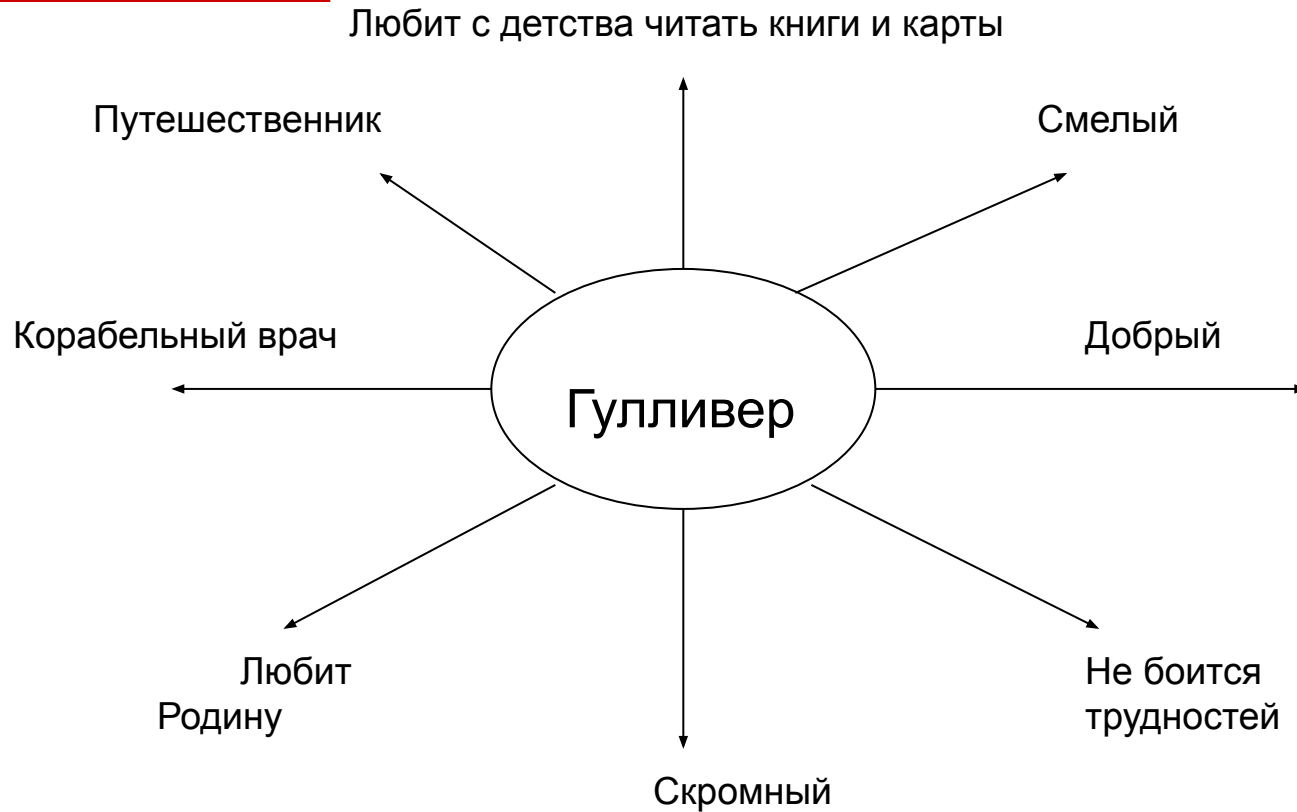 Любит с детства читать книги и карты
Путешественник
Смелый
Корабельный врач
Добрый
Гулливер
Любит
Родину
Не боится
трудностей
Скромный